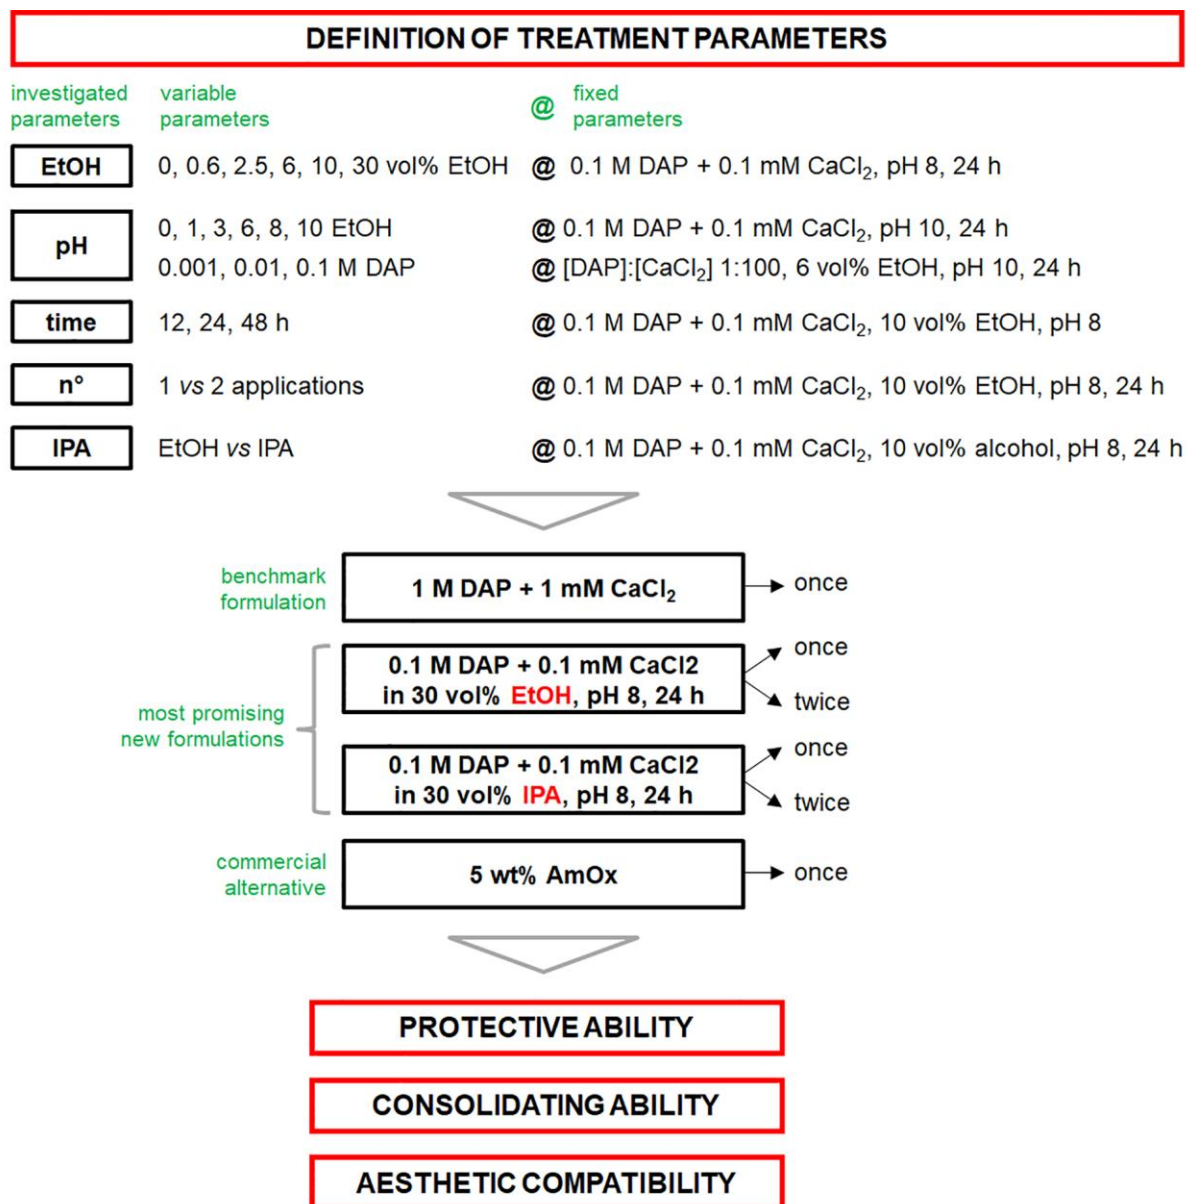 DEFINITION OF TREATMENT PARAMETERS
investigated parameters
variable parameters
@
fixed parameters
EtOH
0, 0.6, 2.5, 6, 10, 30 vol% EtOH
@ 0.1 M DAP + 0.1 mM CaCl₂, pH 8, 24 h
pH
0, 1, 3, 6, 8, 10 EtOH
@ 0.1 M DAP + 0.1 mM CaCl₂, pH 10, 24 h
0.001, 0.01, 0.1 M DAP
@ [DAP]:[CaCl₂] 1:100, 6 vol% EtOH, pH 10, 24 h
time
12, 24, 48 h
@ 0.1 M DAP + 0.1 mM CaCl₂, 10 vol% EtOH, pH 8
n°
1 vs 2 applications
@ 0.1 M DAP + 0.1 mM CaCl₂, 10 vol% EtOH, pH 8, 24 h
IPA
EtOH vs IPA
@ 0.1 M DAP + 0.1 mM CaCl₂, 10 vol% alcohol, pH 8, 24 h
benchmark
formulation
1 M DAP + 1 mM CaCl₂
once
most promising
new formulations
0.1 M DAP + 0.1 mM CaCl2
in 30 vol% EtOH, pH 8, 24 h
once
twice
0.1 M DAP + 0.1 mM CaCl2
in 30 vol% IPA, pH 8, 24 h
once
twice
commercial
alternative
5 wt% AmOx
once
PROTECTIVE ABILITY
CONSOLIDATING ABILITY
AESTHETIC COMPATIBILITY